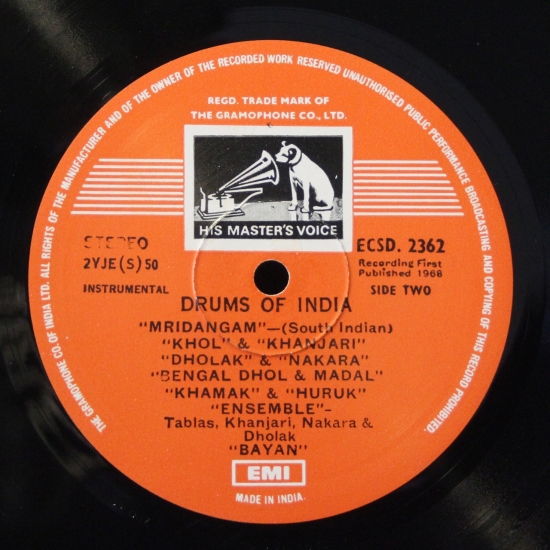 THE GRAMOPHONE CO. OF INDIA LTD. ALL RIGHTS OF THE MANUFACTURER AND OF THE OWNER OF THE RECORDED WORK RESERVED UNAUTHORISED PUBLIC PERFORMANCE BROADCASTING AND COPYING OF THIS RECORD PROHIBITED.
REGD. TRADE MARK OF
THE GRAMOPHONE CO., LTD.
HIS MASTER'S VOICE
STEREO
ECSD. 2362
2YJE(S)50
Recording First
Published 1968
INSTRUMENTAL
SIDE TWO
DRUMS OF INDIA
"MRIDANGAM"—(South Indian)
"KHOL" & "KHANJARI"
"DHOLAK" & "NAKARA"
"BENGAL DHOL & MADAL"
"KHAMAK" & "HURUK"
"ENSEMBLE"-
Tablas, Khanjari, Nakara &
Dholak
"BAYAN"
EMI
MADE IN INDIA.